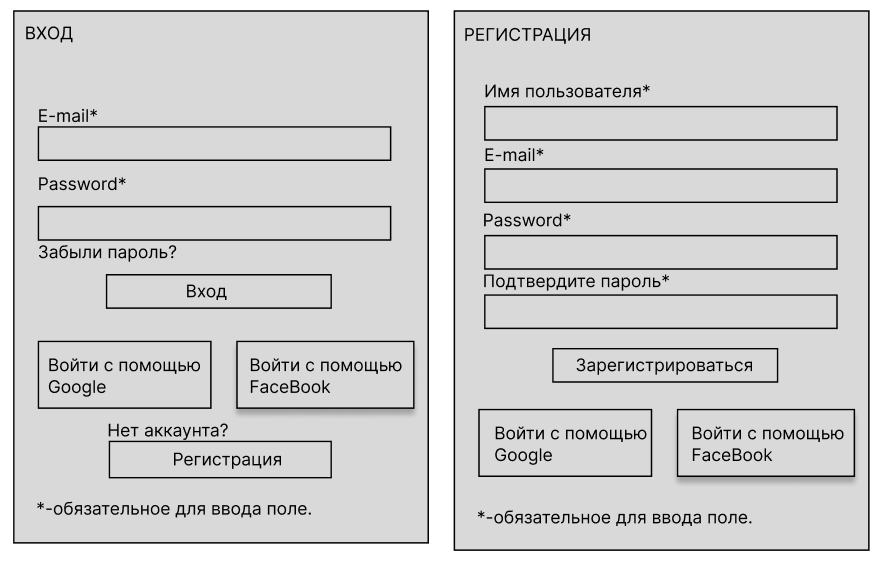 ВХОД
E-mail*
Password*
Забыли пароль?
Вход
Войти с помощью
Google
Войти с помощью
FaceBook
Нет аккаунта?
Регистрация
*-обязательное для ввода поле.
РЕГИСТРАЦИЯ
Имя пользователя*
E-mail*
Password*
Подтвердите пароль*
Зарегистрироваться
Войти с помощью
Google
Войти с помощью
FaceBook
*-обязательное для ввода поле.